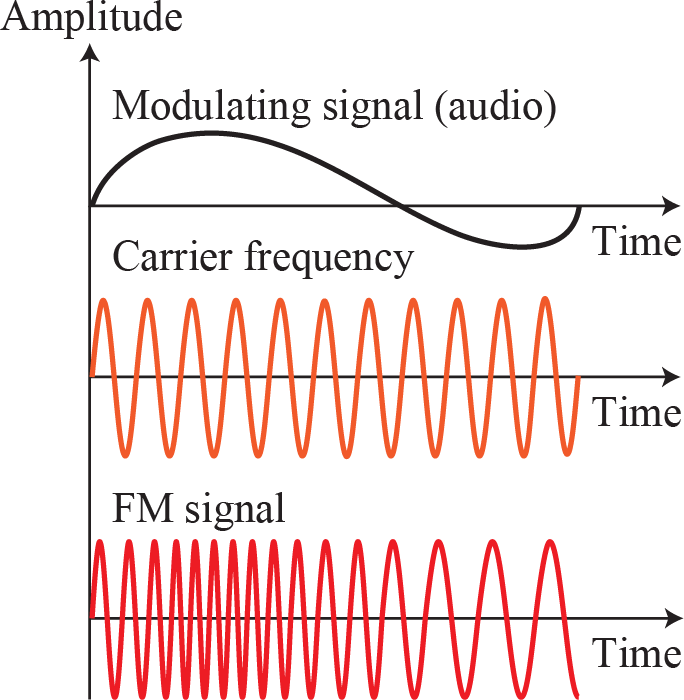 Amplitude
Modulating signal (audio)
Time
Carrier frequency
Time
FM signal
Time